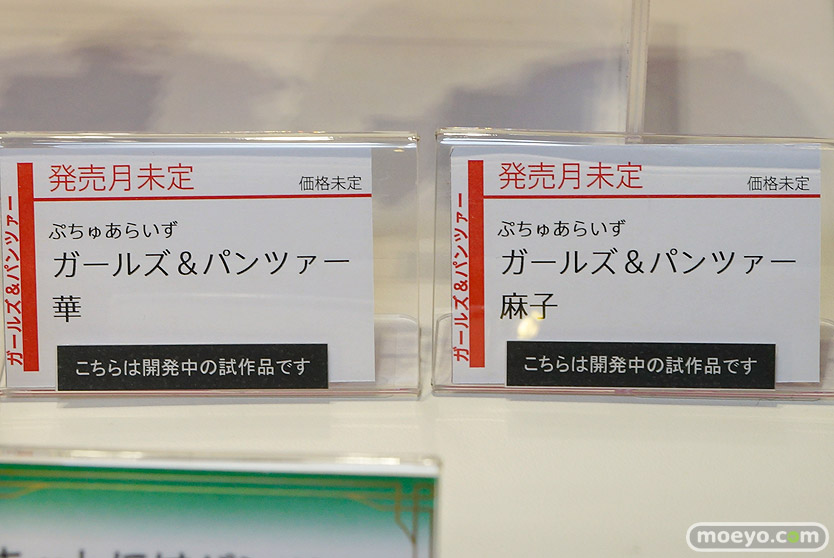 ガールズ&パンツァー
発売月未定
価格未定
ぷちゅあらいず
ガールズ&パンツァー
華
こちらは開発中の試作品です
ガールズ&パンツァー
発売月未定
価格未定
ぷちゅあらいず
ガールズ&パンツァー
麻子
こちらは開発中の試作品です
moeyo.com